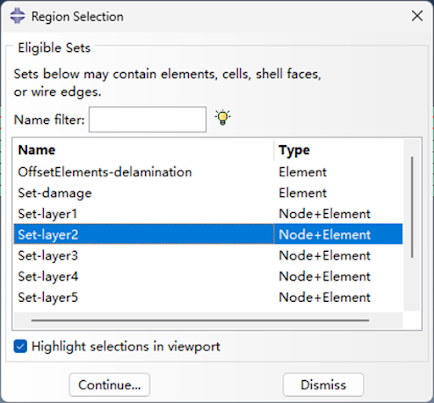 Region Selection
Eligible Sets
Sets below may contain elements, cells, shell faces,
or wire edges.
Name filter:
Name Type
OffsetElements-delamination Element
Set-damage Element
Set-layer1 Node+Element
Set-layer2 Node+Element
Set-layer3 Node+Element
Set-layer4 Node+Element
Set-layer5 Node+Element
Highlight selections in viewport
Continue... Dismiss